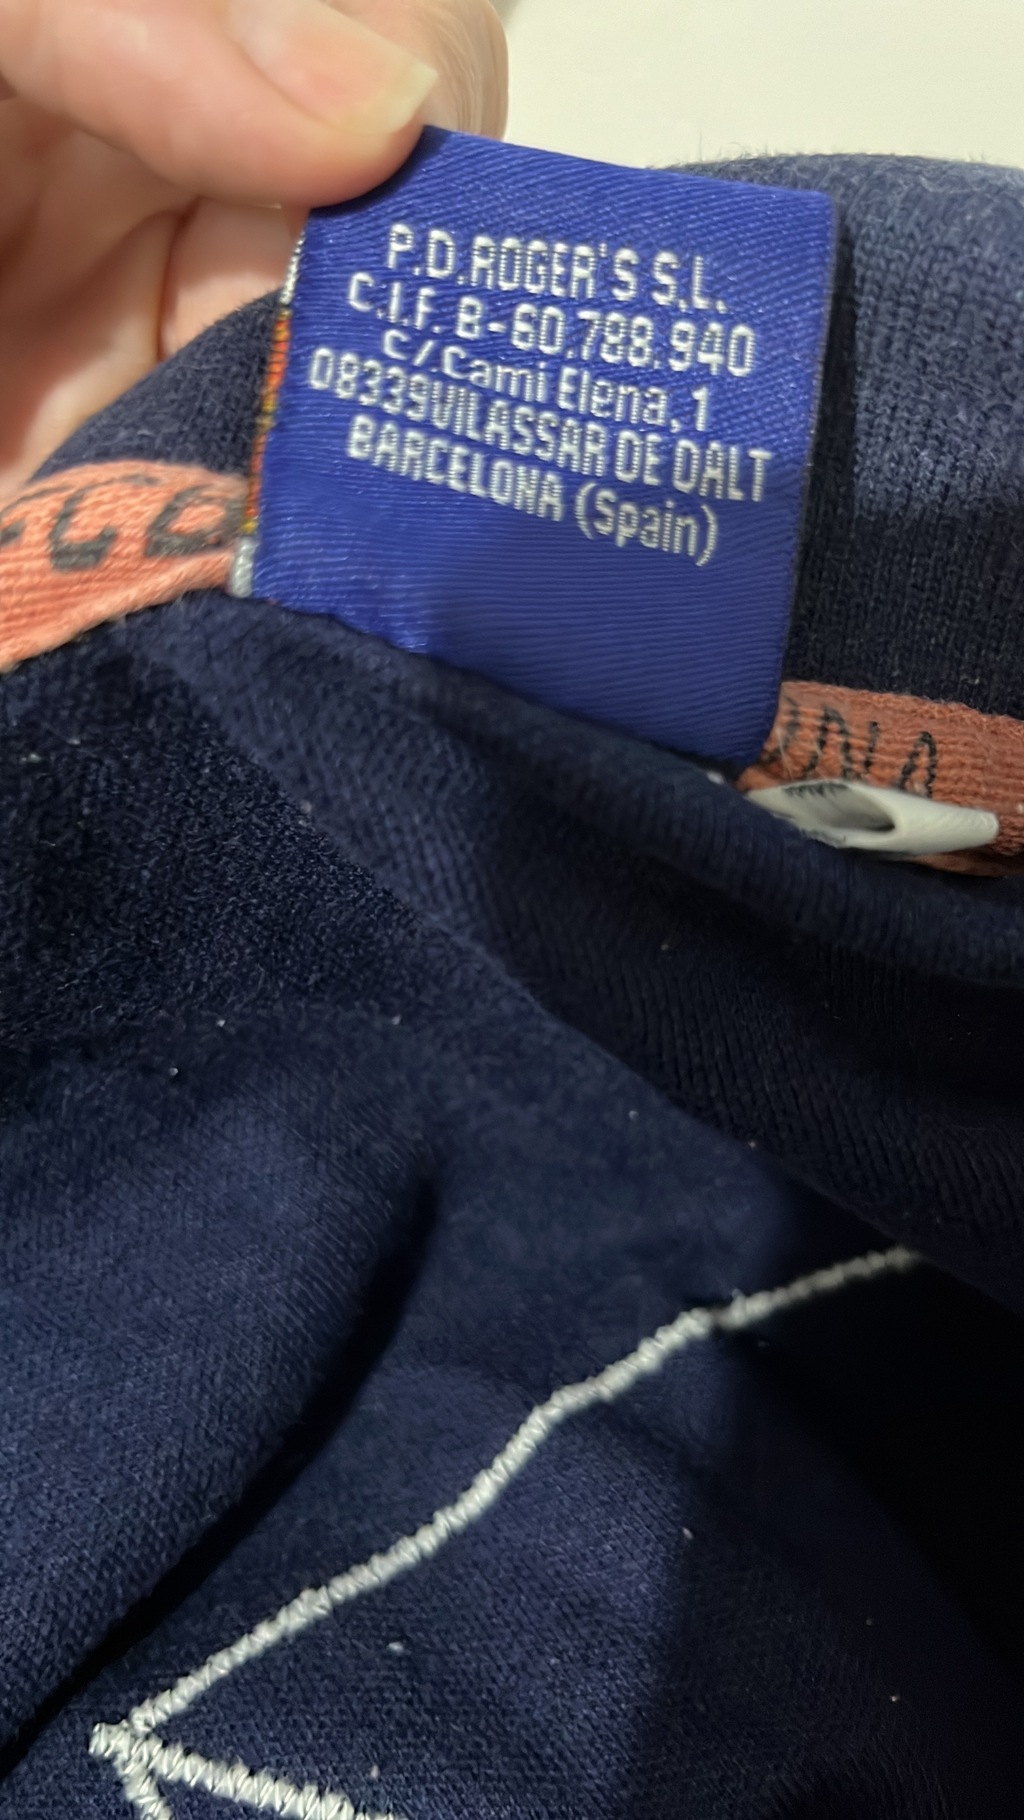 P.D.ROGER'S S.L.
C.I.F. B-60.788.940
c/Cami Elena, 1
08339VILASSAR DE DALT
BARCELONA (Spain)